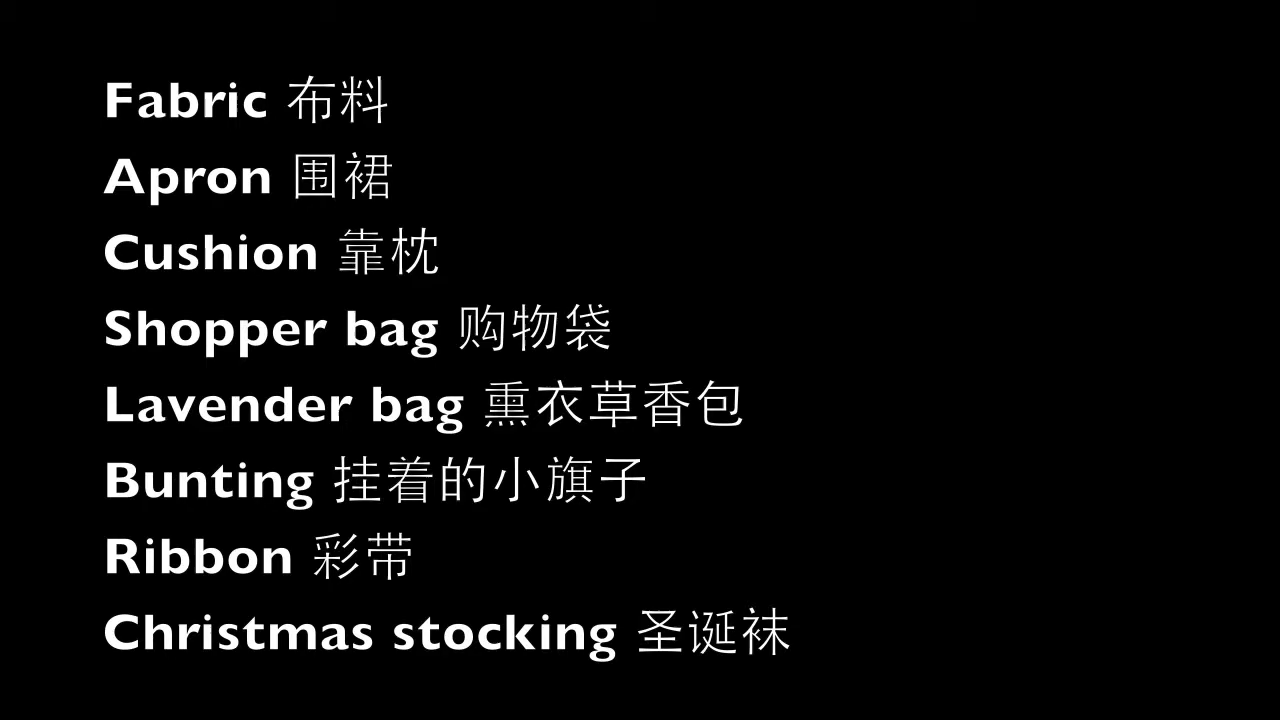 Fabric 布料
Apron 围裙
Cushion 靠枕
Shopper bag 购物袋
Lavender bag 薰衣草香包
Bunting 挂着的小旗子
Ribbon 彩带
Christmas stocking 圣诞袜